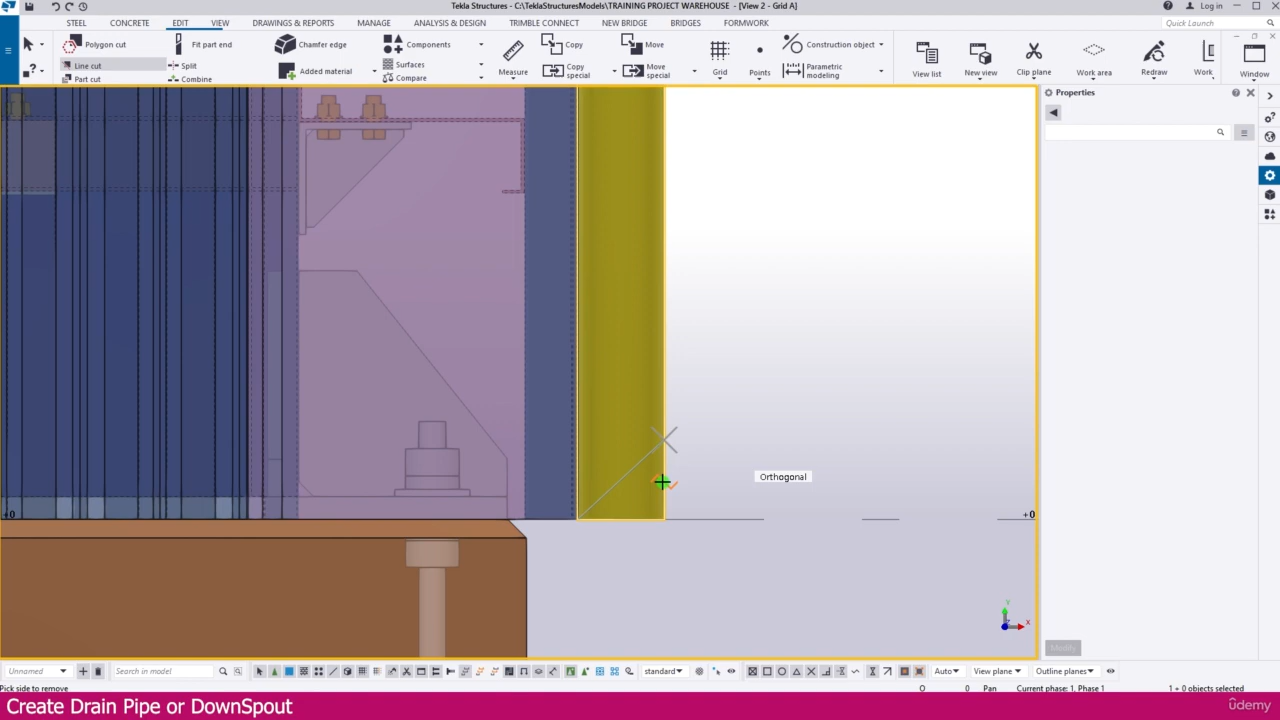 Tekla Structures - C:\TeklaStructuresModels\TRAINING PROJECT WAREHOUSE - [View 2 - Grid A]
Log in
STEEL CONCRETE EDIT VIEW DRAWINGS & REPORTS MANAGE ANALYSIS & DESIGN TRIMBLE CONNECT NEW BRIDGE BRIDGES FORMWORK
Quick Launch
Polygon cut
Line cut
Part cut
Fit part end
Split
Combine
Chamfer edge
Added material
Components
Surfaces
Compare
Measure
Copy
Copy special
Move
Move special
Grid
Points
Construction object
Parametric modeling
View list
New view
Clip plane
Work area
Redraw
Work
Window
Properties
Orthogonal
+0
+0
Y
X
Modify
Unnamed
Search in model
standard
Auto
View plane
Outline planes
Pick side to remove
O
0
Pan
Current phase: 1, Phase 1
1 + 0 objects selected
Create Drain Pipe or DownSpout
ûdemy